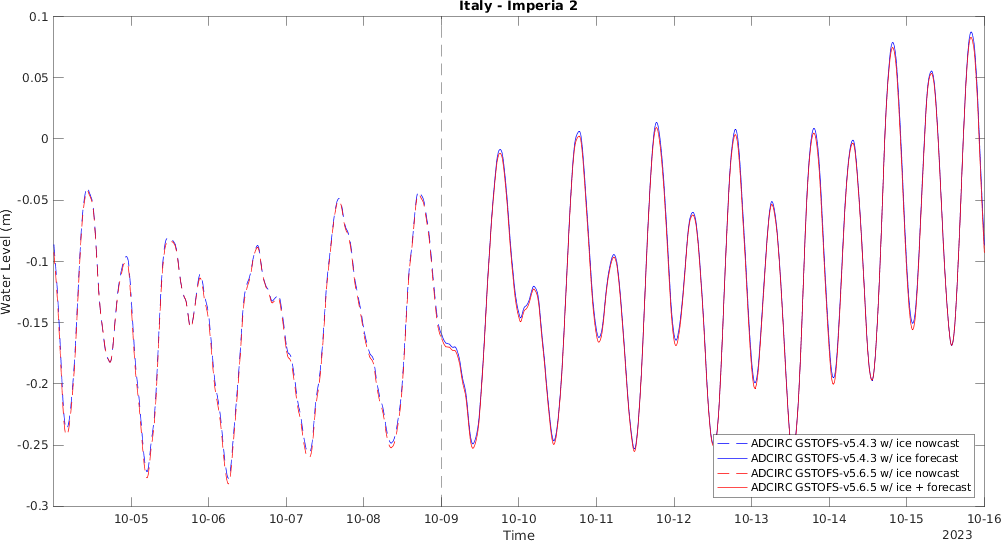 Italy - Imperia 2
0.1
0.05
0
-0.05
-0.1
-0.15
-0.2
-0.25
-0.3
Water Level (m)
10-05 10-06 10-07 10-08 10-09 10-10 10-11 10-12 10-13 10-14 10-15 10-16
Time
2023
ADCIRC GSTOFS-v5.4.3 w/ ice nowcast
ADCIRC GSTOFS-v5.4.3 w/ ice forecast
ADCIRC GSTOFS-v5.6.5 w/ ice nowcast
ADCIRC GSTOFS-v5.6.5 w/ ice + forecast